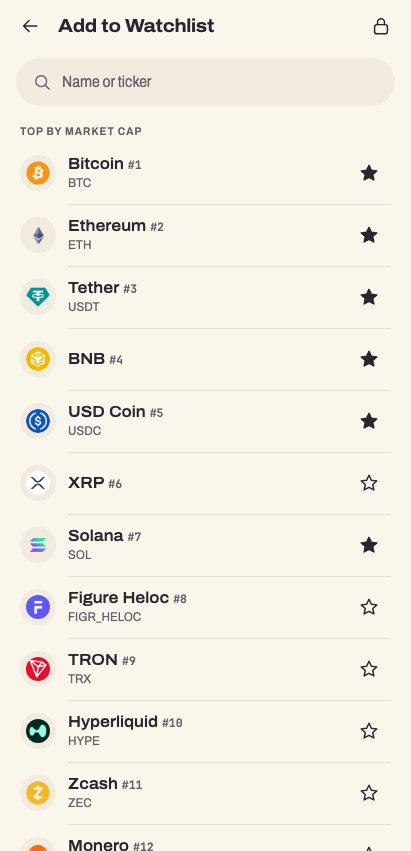 Add to Watchlist
Name or ticker
TOP BY MARKET CAP
Bitcoin #1
BTC
Ethereum #2
ETH
Tether #3
USDT
BNB #4
USD Coin #5
USDC
XRP #6
Solana #7
SOL
Figure Heloc #8
FIGR_HELOC
TRON #9
TRX
Hyperliquid #10
HYPE
Zcash #11
ZEC
Monero #12